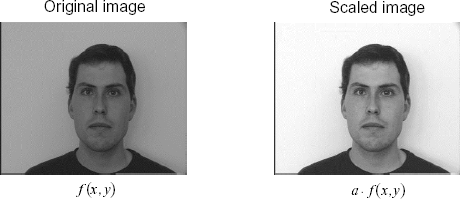 Original image
Scaled image
f(x,y)
a · f(x,y)